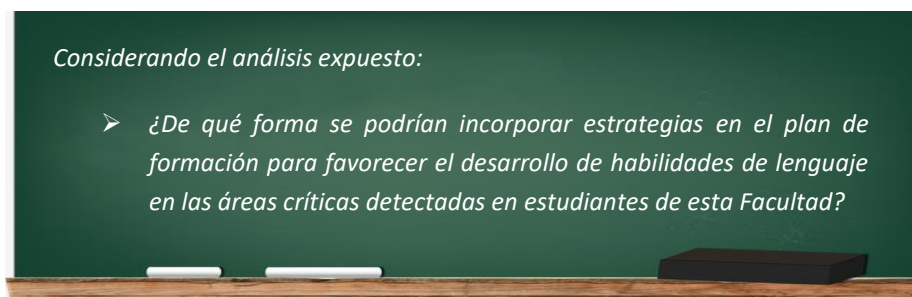 Considerando el análisis expuesto:
➢ ¿De qué forma se podrían incorporar estrategias en el plan de
formación para favorecer el desarrollo de habilidades de lenguaje
en las áreas críticas detectadas en estudiantes de esta Facultad?